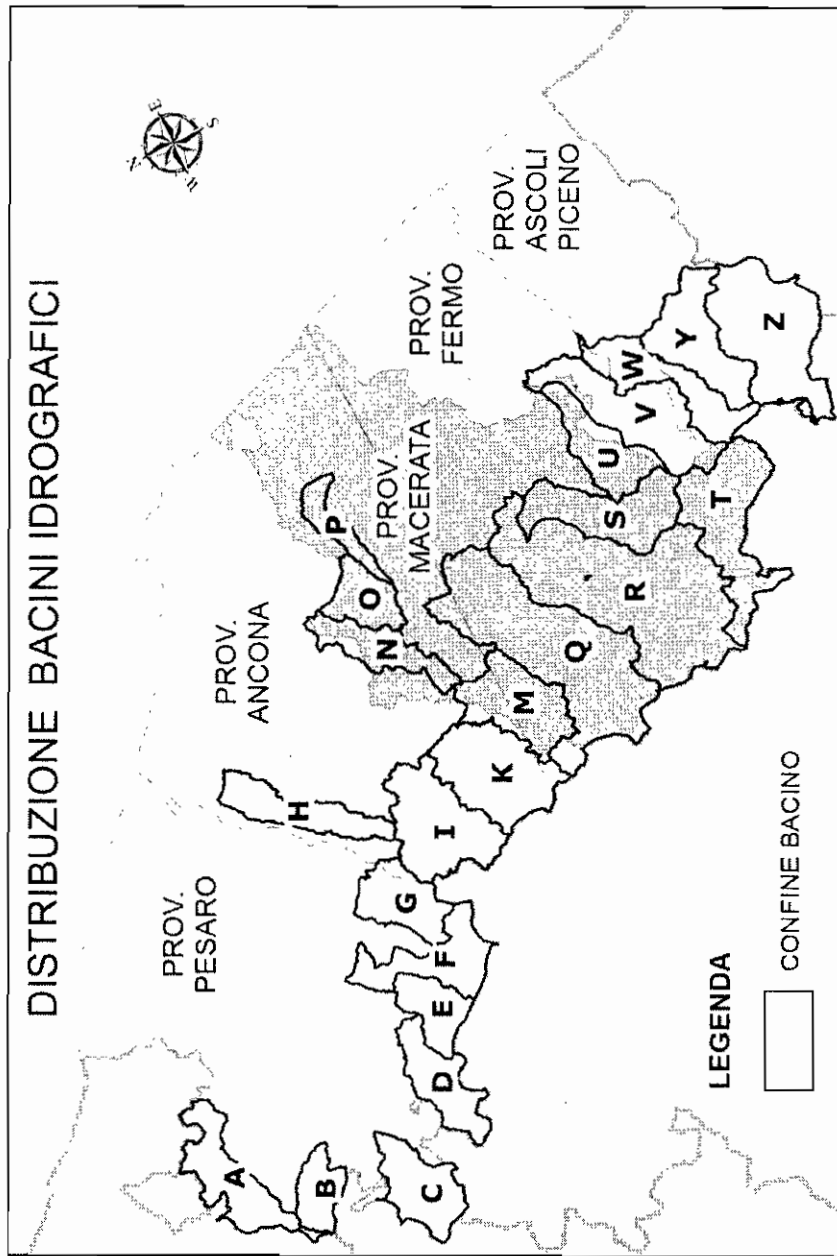 DISTRIBUZIONE BACINI IDROGRAFICI
N
E
S
W
PROV.
PESARO
PROV.
ANCONA
PROV.
MACERATA
PROV.
FERMO
PROV.
ASCOLI
PICENO
A
B
C
D
E
F
G
H
I
K
M
N
O
P
Q
R
S
T
U
V
W
Y
Z
LEGENDA
CONFINE BACINO